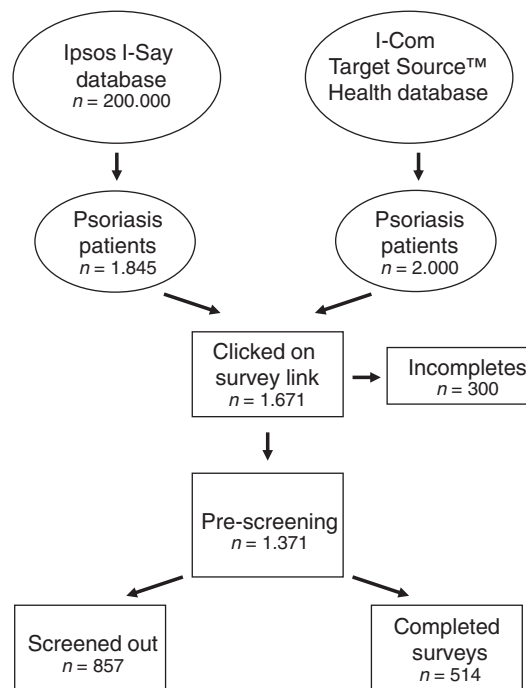 Ipsos I-Say
database
n = 200.000
I-Com
Target Source™
Health database
Psoriasis
patients
n = 1.845
Psoriasis
patients
n = 2.000
Clicked on
survey link
n = 1.671
Incompletes
n = 300
Pre-screening
n = 1.371
Screened out
n = 857
Completed
surveys
n = 514